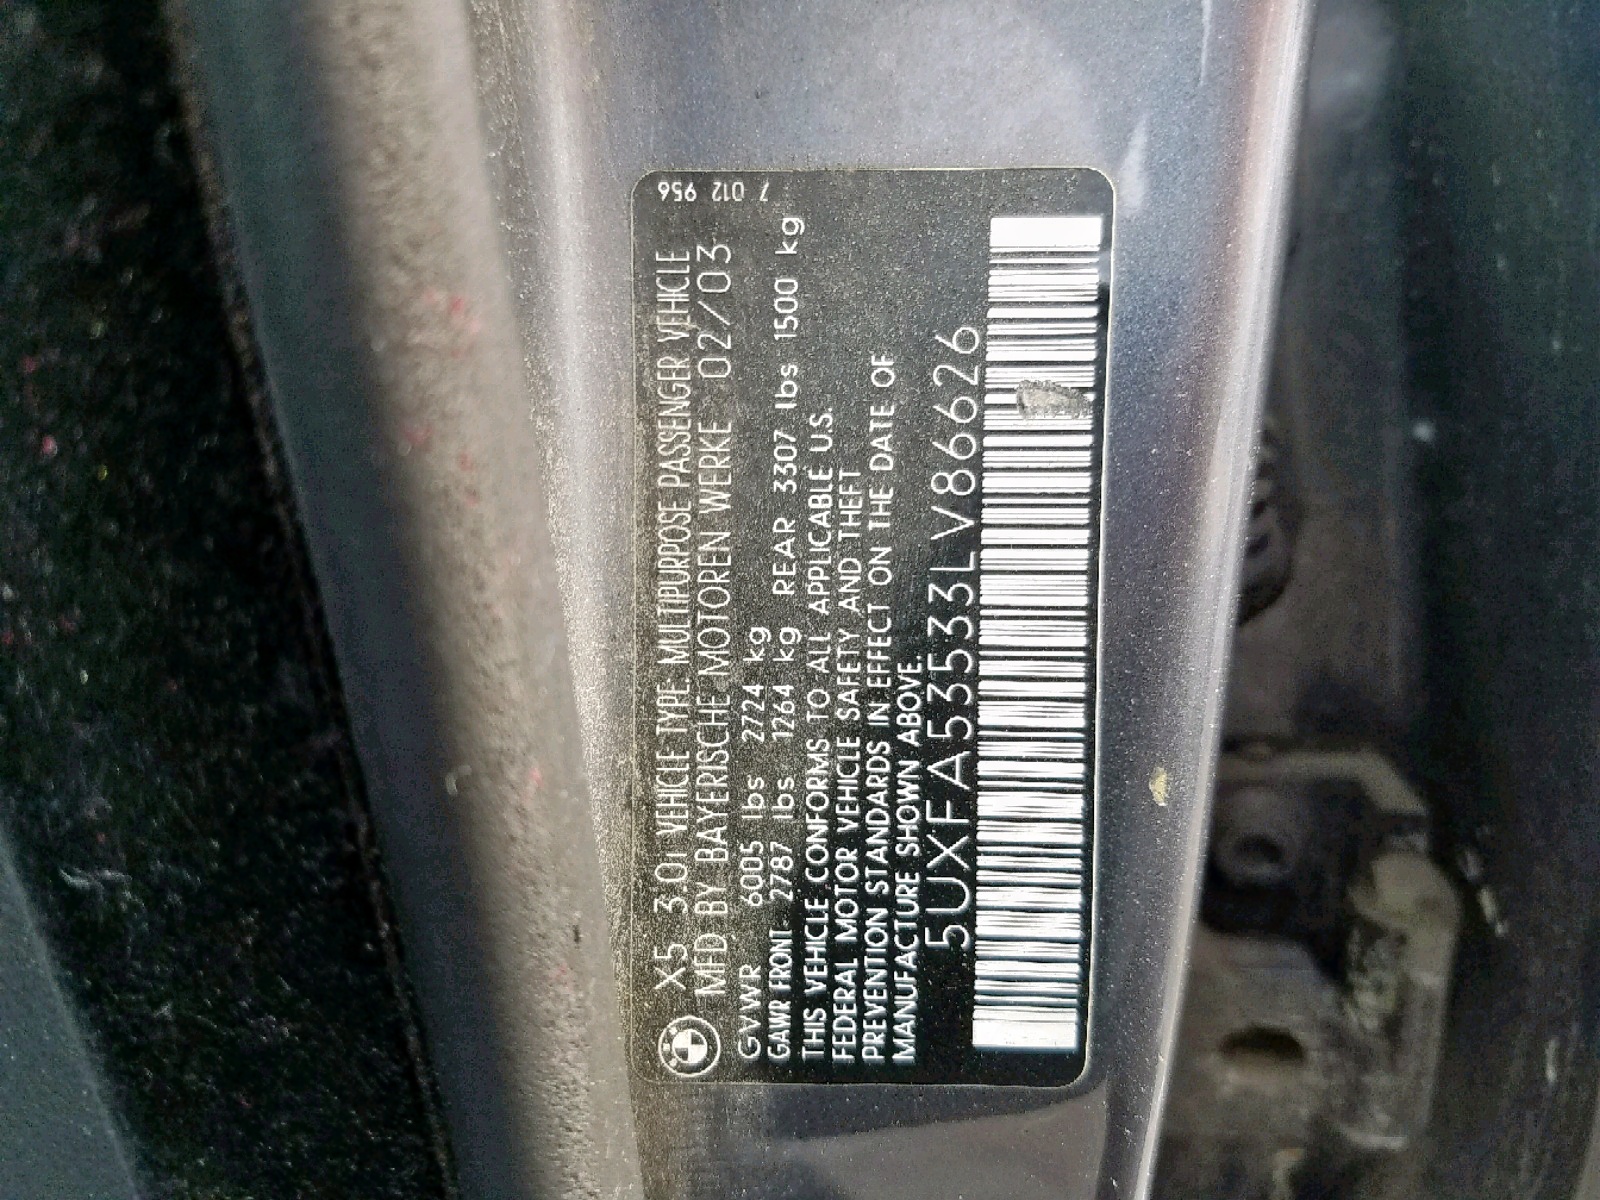 X5 3.0i VEHICLE TYPE: MULTIPURPOSE PASSENGER VEHICLE
MFD BY BAYERISCHE MOTOREN WERKE 02/03
GVWR 6005 lbs 2724 kg
GAWR FRONT 2787 lbs 1264 kg REAR 3307 lbs 1500 kg
THIS VEHICLE CONFORMS TO ALL APPLICABLE U.S.
FEDERAL MOTOR VEHICLE SAFETY AND THEFT
PREVENTION STANDARDS IN EFFECT ON THE DATE OF
MANUFACTURE SHOWN ABOVE.
5UXFA53533LV86626
7 012 956